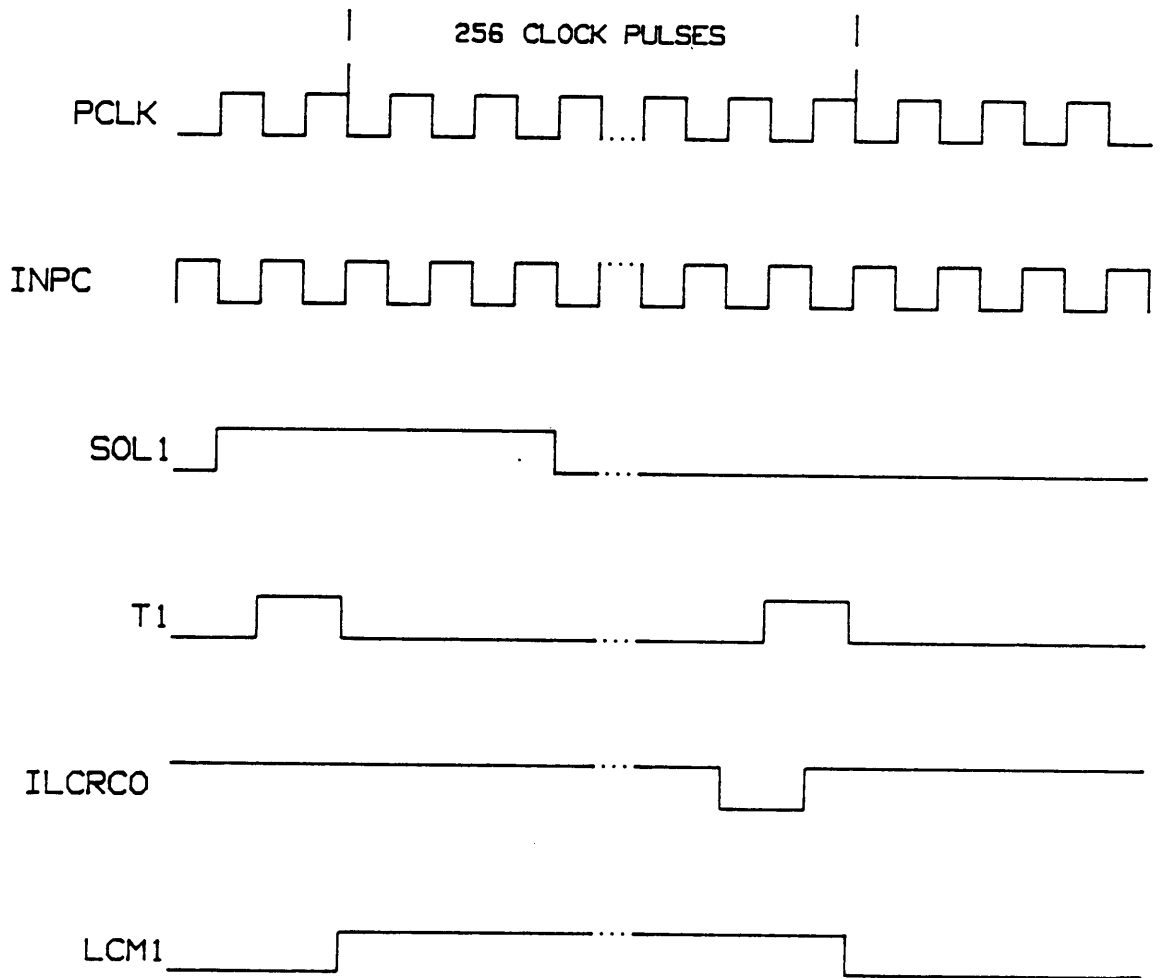 256 CLOCK PULSES
PCLK
INPC
SOL1
T1
ILCRCO
LCM1